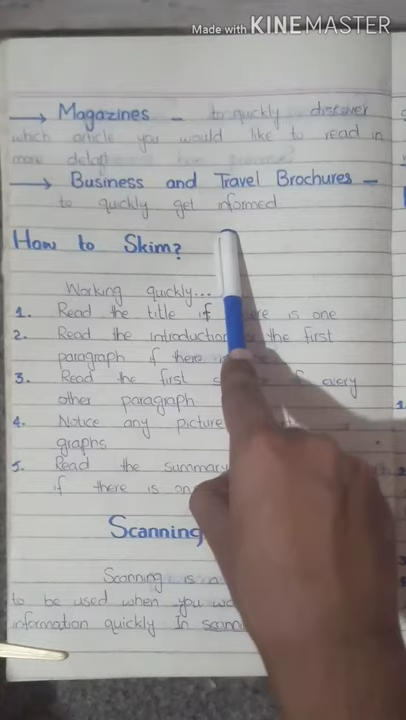 Made with KINEMASTER
→ Magazines - to quickly discover
which article you would like to read in
more
→ Business and Travel Brochures -
to quickly get informed
How to Skim?
Working quickly...
1. Read the title if is one
2. Read the introduction the first
paragraph if there
3. Read the first every
other paragraph
4. Notice any picture
graphs
5. Read the summary
if there is
Scanning
Scanning is
to be used when you
information quickly In